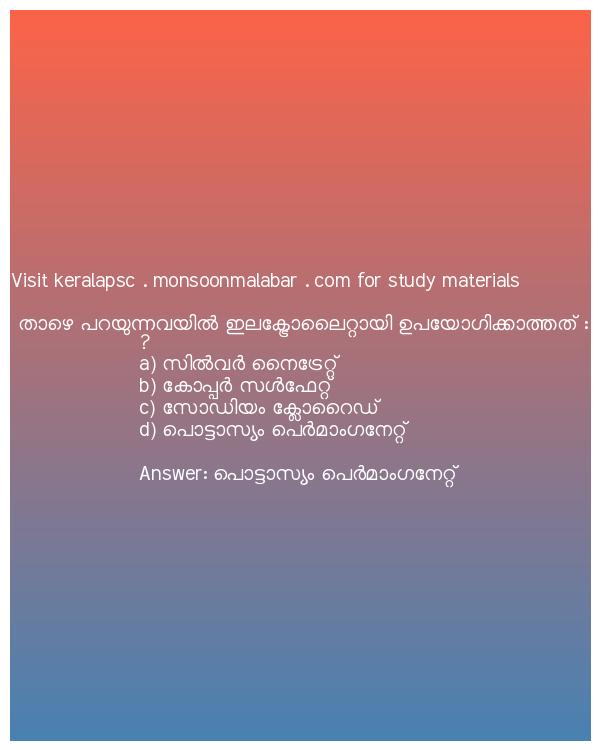 Visit keralapsc . monsoonmalabar . com for study materials
താഴെ പറയുന്നവയിൽ ഇലക്ട്രോലൈറ്റായി ഉപയോഗിക്കാത്തത് :
?
a) സിൽവർ നൈട്രേറ്റ്
b) കോപ്പർ സൾഫേറ്റ്
c) സോഡിയം ക്ലോറൈഡ്
d) പൊട്ടാസ്യം പെർമാംഗനേറ്റ്
Answer: പൊട്ടാസ്യം പെർമാംഗനേറ്റ്